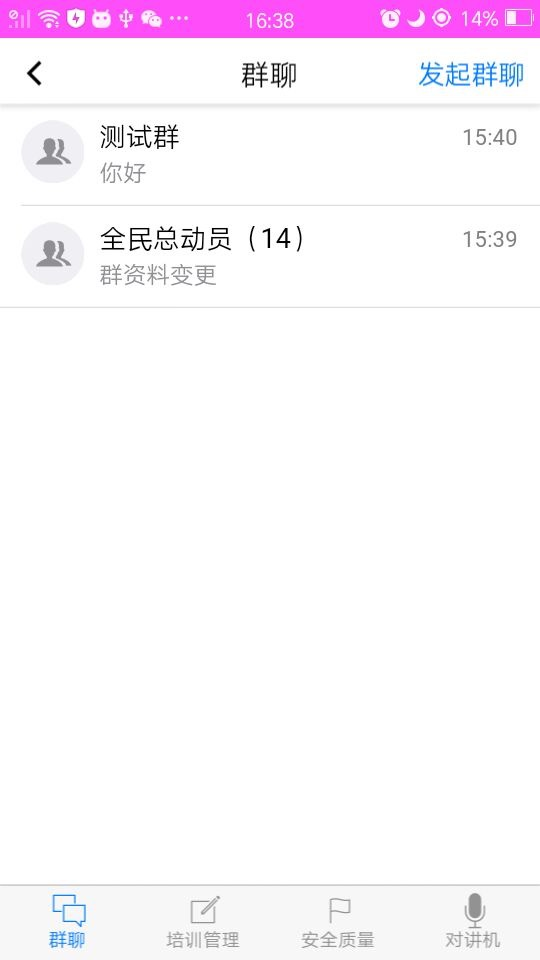 16:38 14%
群聊 发起群聊
测试群 15:40
你好
全民总动员（14） 15:39
群资料变更
群聊 培训管理 安全质量 对讲机